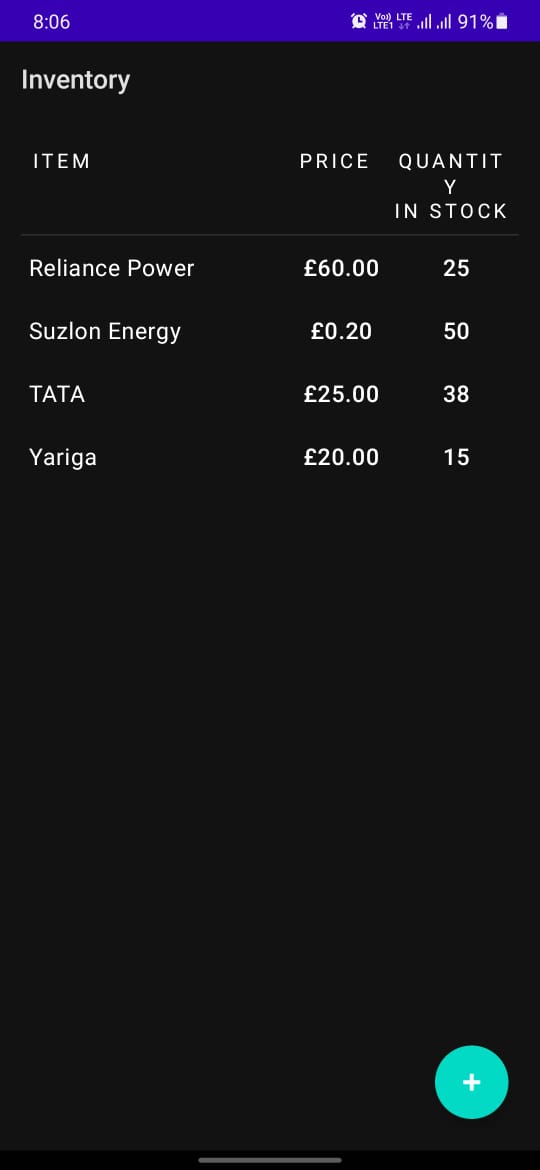 8:06 Vo) LTE LTE1 91%
Inventory
ITEM PRICE QUANTIT
Y
IN STOCK
Reliance Power £60.00 25
Suzlon Energy £0.20 50
TATA £25.00 38
Yariga £20.00 15
+